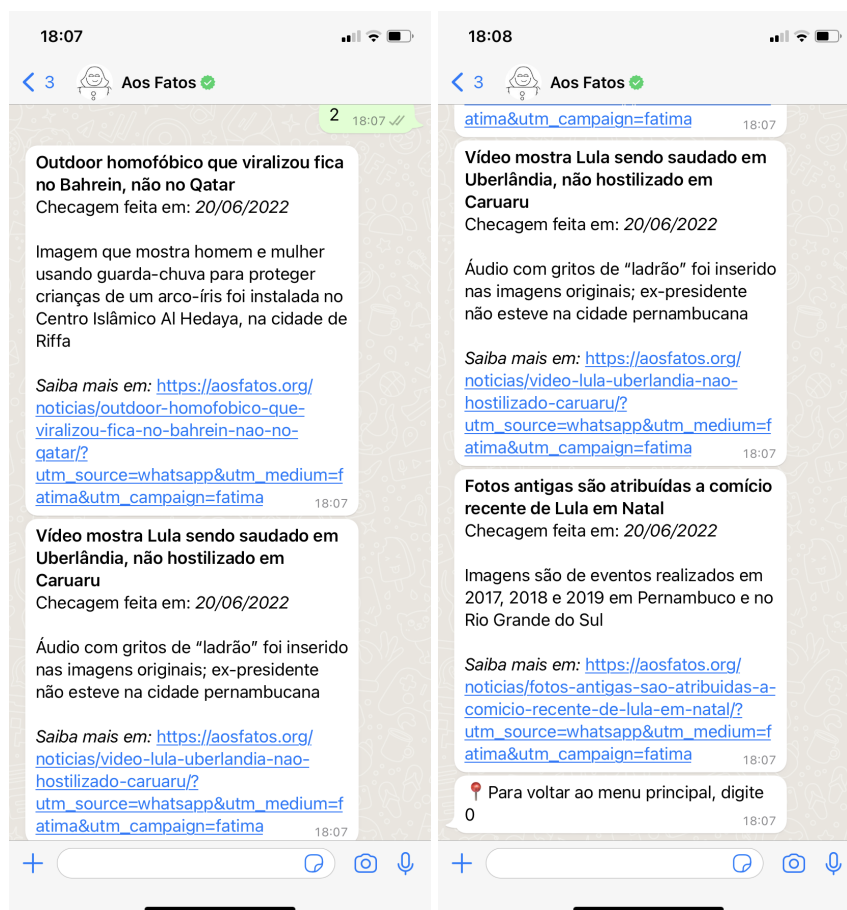 18:07
3
Aos Fatos
2 18:07
Outdoor homofóbico que viralizou fica
no Bahrein, não no Qatar
Checagem feita em: 20/06/2022
Imagem que mostra homem e mulher
usando guarda-chuva para proteger
crianças de um arco-íris foi instalada no
Centro Islâmico Al Hedaya, na cidade de
Riffa
Saiba mais em: https://aosfatos.org/
noticias/outdoor-homofobico-que-
viralizou-fica-no-bahrein-nao-no-
qatar/?
utm_source=whatsapp&utm_medium=f
atima&utm_campaign=fatima
18:07
Vídeo mostra Lula sendo saudado em
Uberlândia, não hostilizado em
Caruaru
Checagem feita em: 20/06/2022
Áudio com gritos de “ladrão” foi inserido
nas imagens originais; ex-presidente
não esteve na cidade pernambucana
Saiba mais em: https://aosfatos.org/
noticias/video-lula-uberlandia-nao-
hostilizado-caruaru/?
utm_source=whatsapp&utm_medium=f
atima&utm_campaign=fatima
18:07
18:08
3
Aos Fatos
atima&utm_campaign=fatima
18:07
Vídeo mostra Lula sendo saudado em
Uberlândia, não hostilizado em
Caruaru
Checagem feita em: 20/06/2022
Áudio com gritos de “ladrão” foi inserido
nas imagens originais; ex-presidente
não esteve na cidade pernambucana
Saiba mais em: https://aosfatos.org/
noticias/video-lula-uberlandia-nao-
hostilizado-caruaru/?
utm_source=whatsapp&utm_medium=f
atima&utm_campaign=fatima
18:07
Fotos antigas são atribuídas a comício
recente de Lula em Natal
Checagem feita em: 20/06/2022
Imagens são de eventos realizados em
2017, 2018 e 2019 em Pernambuco e no
Rio Grande do Sul
Saiba mais em: https://aosfatos.org/
noticias/fotos-antigas-sao-atribuidas-a-
comicio-recente-de-lula-em-natal/?
utm_source=whatsapp&utm_medium=f
atima&utm_campaign=fatima
18:07
📍 Para voltar ao menu principal, digite
0
18:07